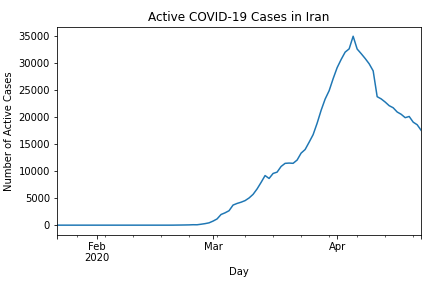 Active COVID-19 Cases in Iran
Number of Active Cases
35000
30000
25000
20000
15000
10000
5000
0
Feb
2020
Mar
Apr
Day